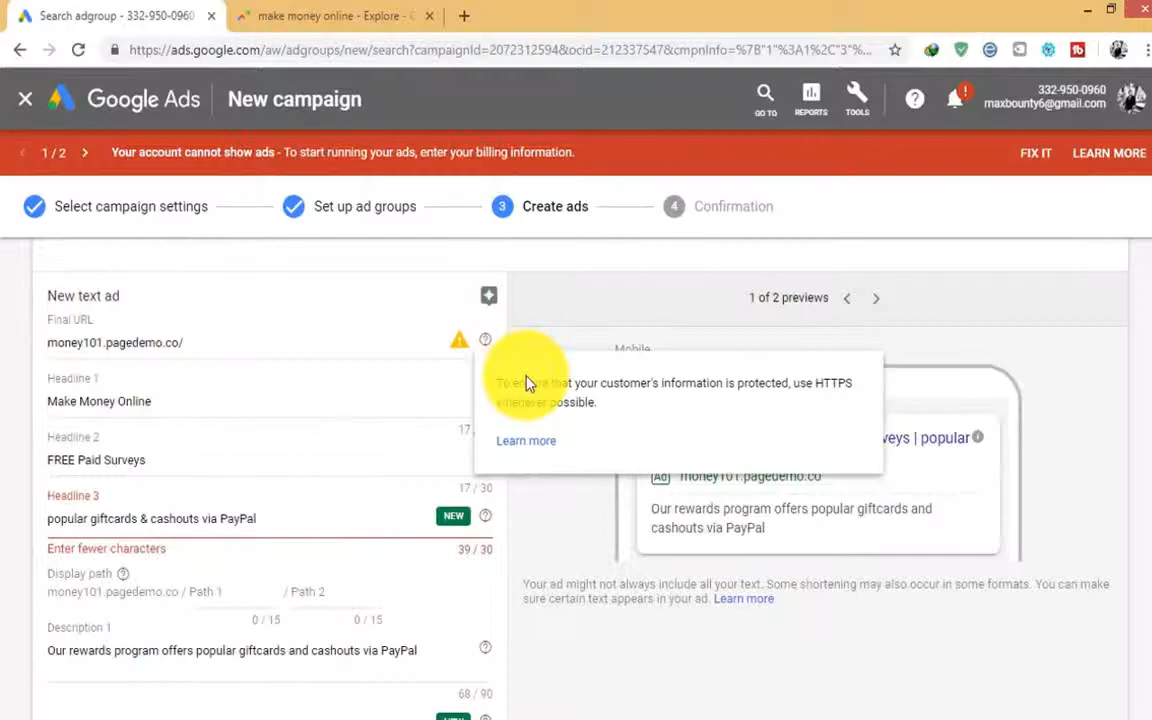 Search adgroup - 332-950-0960
make money online - Explore -
https://ads.google.com/aw/adgroups/new/search?campaignId=2072312594&ocid=212337547&cmpnInfo=%7B"1"%3A1%2C"3"%...
Google Ads
New campaign
GO TO
REPORTS
TOOLS
332-950-0960
maxbounty6@gmail.com
1 / 2
Your account cannot show ads - To start running your ads, enter your billing information.
FIX IT
LEARN MORE
Select campaign settings
Set up ad groups
3
Create ads
4
Confirmation
New text ad
1 of 2 previews
Final URL
money101.pagedemo.co/
Mobile
To ensure that your customer's information is protected, use HTTPS
whenever possible.
Learn more
Headline 1
Make Money Online
17
Headline 2
FREE Paid Surveys
17 / 30
veys | popular
Ad money101.pagedemo.co
Our rewards program offers popular giftcards and
cashouts via PayPal
Headline 3
popular giftcards & cashouts via PayPal
NEW
Enter fewer characters
39 / 30
Display path
money101.pagedemo.co / Path 1
/ Path 2
0 / 15
0 / 15
Your ad might not always include all your text. Some shortening may also occur in some formats. You can make
sure certain text appears in your ad. Learn more
Description 1
Our rewards program offers popular giftcards and cashouts via PayPal
68 / 90